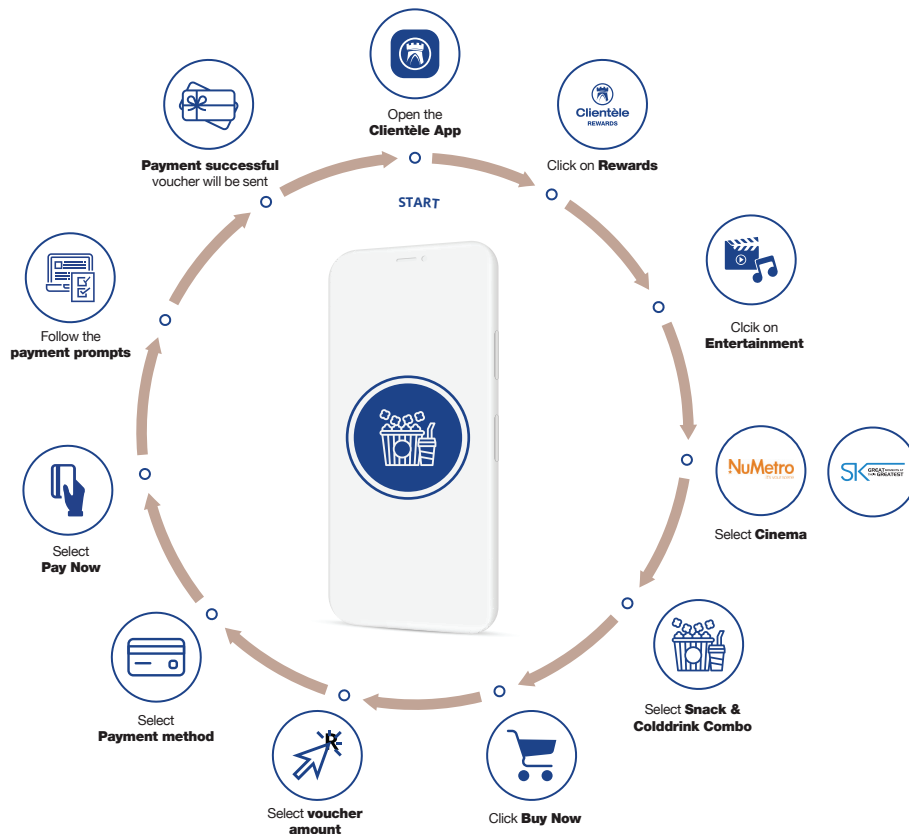 Open the
Clientèle App
START
Clientèle
REWARDS
Click on Rewards
Clcik on
Entertainment
NuMetro
SK
GREAT
GREATEST
Select Cinema
Select Snack &
Colddrink Combo
Click Buy Now
R
Select voucher
amount
Select
Payment method
Select
Pay Now
Follow the
payment prompts
Payment successful
voucher will be sent